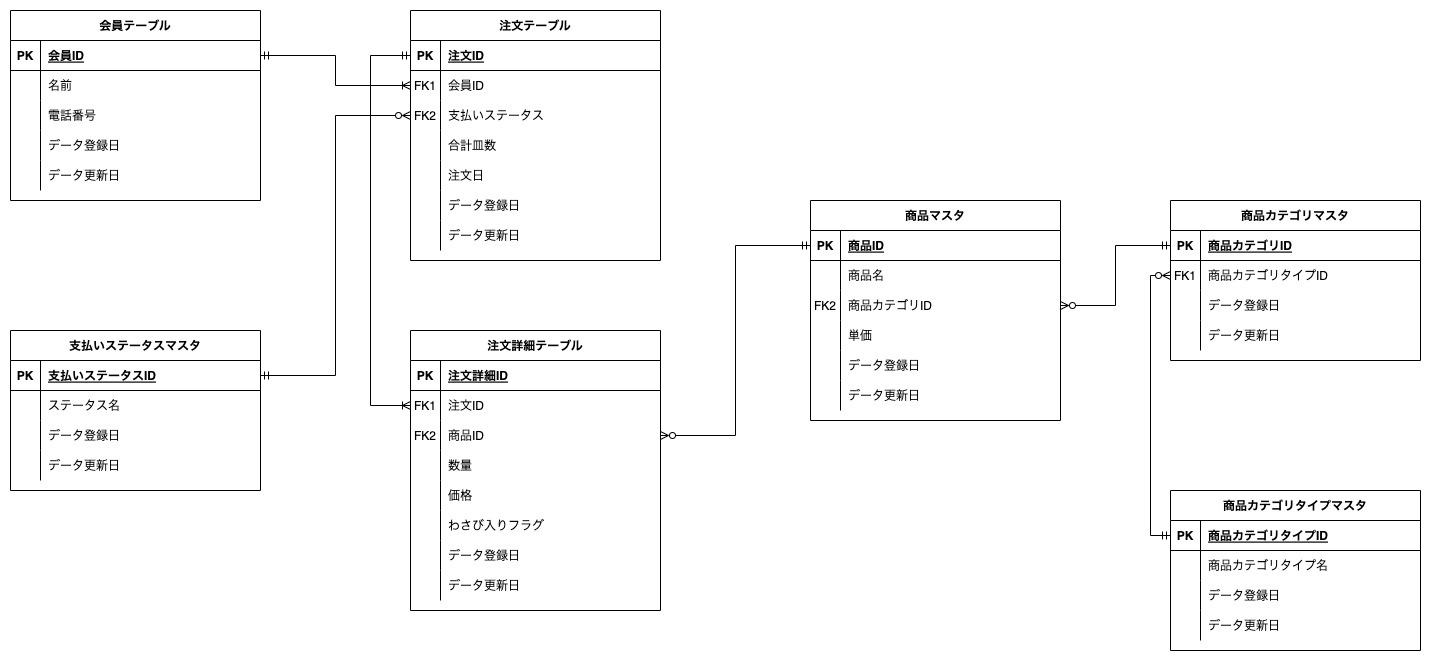 会員テーブル
PK 会員ID
名前
電話番号
データ登録日
データ更新日
注文テーブル
PK 注文ID
FK1 会員ID
FK2 支払いステータス
合計皿数
注文日
データ登録日
データ更新日
支払いステータスマスタ
PK 支払いステータスID
ステータス名
データ登録日
データ更新日
注文詳細テーブル
PK 注文詳細ID
FK1 注文ID
FK2 商品ID
数量
価格
わさび入りフラグ
データ登録日
データ更新日
商品マスタ
PK 商品ID
商品名
FK2 商品カテゴリID
単価
データ登録日
データ更新日
商品カテゴリマスタ
PK 商品カテゴリID
FK1 商品カテゴリタイプID
データ登録日
データ更新日
商品カテゴリタイプマスタ
PK 商品カテゴリタイプID
商品カテゴリタイプ名
データ登録日
データ更新日